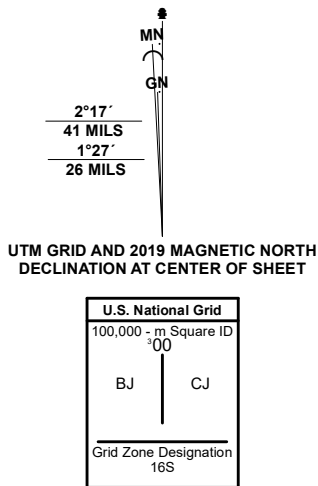 MN
GN
2°17´
41 MILS
1°27´
26 MILS
UTM GRID AND 2019 MAGNETIC NORTH
DECLINATION AT CENTER OF SHEET
U.S. National Grid
100,000 - m Square ID
³00
BJ CJ
Grid Zone Designation
16S